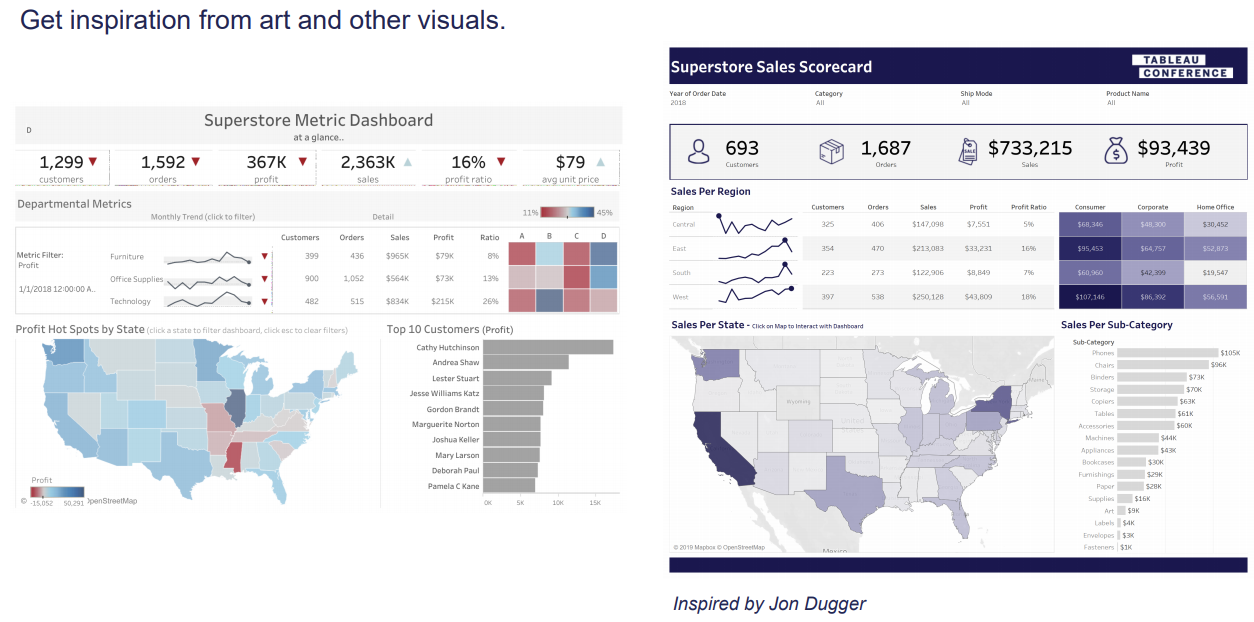 Get inspiration from art and other visuals.
Superstore Metric Dashboard
D
at a glance..
1,299 1,592 367K 2,363K 16% $79
customers orders profit sales profit ratio avg unit price
Departmental Metrics
Monthly Trend (click to filter) Detail
11% 45%
Customers Orders Sales Profit Ratio A B C D
Metric Filter:
Profit
1/1/2018 12:00:00 A..
Furniture 399 436 $965K $79K 8%
Office Supplies 900 1,052 $564K $73K 13%
Technology 482 515 $834K $215K 26%
Profit Hot Spots by State (click a state to filter dashboard, click esc to clear filters)
Profit
-15,052 50,291
© OpenStreetMap
Top 10 Customers (Profit)
Cathy Hutchinson
Andrea Shaw
Lester Stuart
Jesse Williams Katz
Gordon Brandt
Marguerite Norton
Joshua Keller
Mary Larson
Deborah Paul
Pamela C Kane
0K 5K 10K 15K
Superstore Sales Scorecard
TABLEAU
CONFERENCE
Year of Order Date Category Ship Mode Product Name
2018 All All All
693 1,687 $733,215 $93,439
Customers Orders Sales Profit
SALE
$
Sales Per Region
Region Customers Orders Sales Profit Profit Ratio Consumer Corporate Home Office
Central 325 406 $147,098 $7,551 5% $68,346 $48,300 $30,452
East 354 470 $213,083 $33,231 16% $95,453 $64,757 $52,873
South 223 273 $122,906 $8,849 7% $60,960 $42,399 $19,547
West 397 538 $250,128 $43,809 18% $107,146 $86,392 $56,591
Sales Per State - Click on Map to Interact with Dashboard
Wyoming
United
Mexico
© 2019 Mapbox © OpenStreetMap
Sales Per Sub-Category
Sub-Category
Phones $105K
Chairs $96K
Binders $73K
Storage $70K
Copiers $63K
Tables $61K
Accessories $60K
Machines $44K
Appliances $43K
Bookcases $30K
Furnishings $29K
Paper $28K
Supplies $16K
Art $9K
Labels $4K
Envelopes $3K
Fasteners $1K
Inspired by Jon Dugger